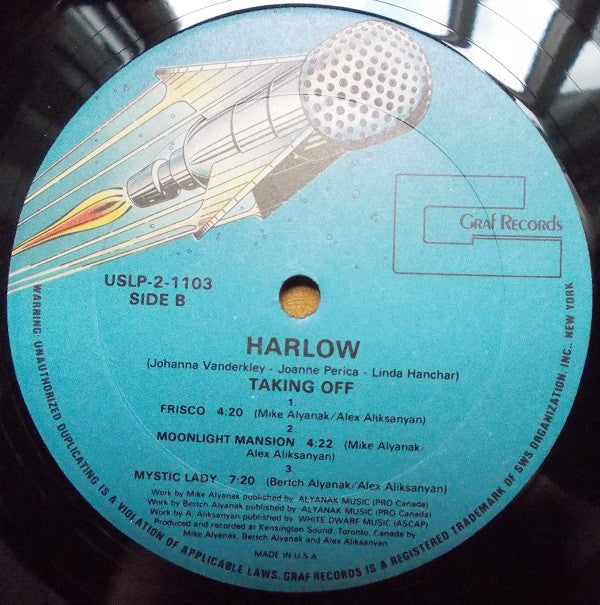 Graf Records
USLP-2-1103
SIDE B
HARLOW
(Johanna Vanderkley - Joanne Perica - Linda Hanchar)
TAKING OFF
1
FRISCO 4:20 (Mike Alyanak/Alex Aliksanyan)
2
MOONLIGHT MANSION 4:22 (Mike Alyanak/
Alex Aliksanyan)
3.
MYSTIC LADY 7:20 (Bertch Alyanak/Alex Aliksanyan)
Work by Mike Alyanak published by ALYANAK MUSIC (PRO Canada)
Work by Bertch Alyanak published by ALYANAK MUSIC (PRO Canada)
Work by A. Aliksanyan published by WHITE DWARF MUSIC (ASCAP)
Produced and recorded at Kensington Sound, Toronto, Canada by
Mike Alyanak, Bertch Alyanak and Alex Aliksanyan.
MADE IN U.S.A.
WARNING: UNAUTHORIZED DUPLICATING IS A VIOLATION OF APPLICABLE LAWS. GRAF RECORDS IS A REGISTERED TRADEMARK OF SWS ORGANIZATION, INC., NEW YORK